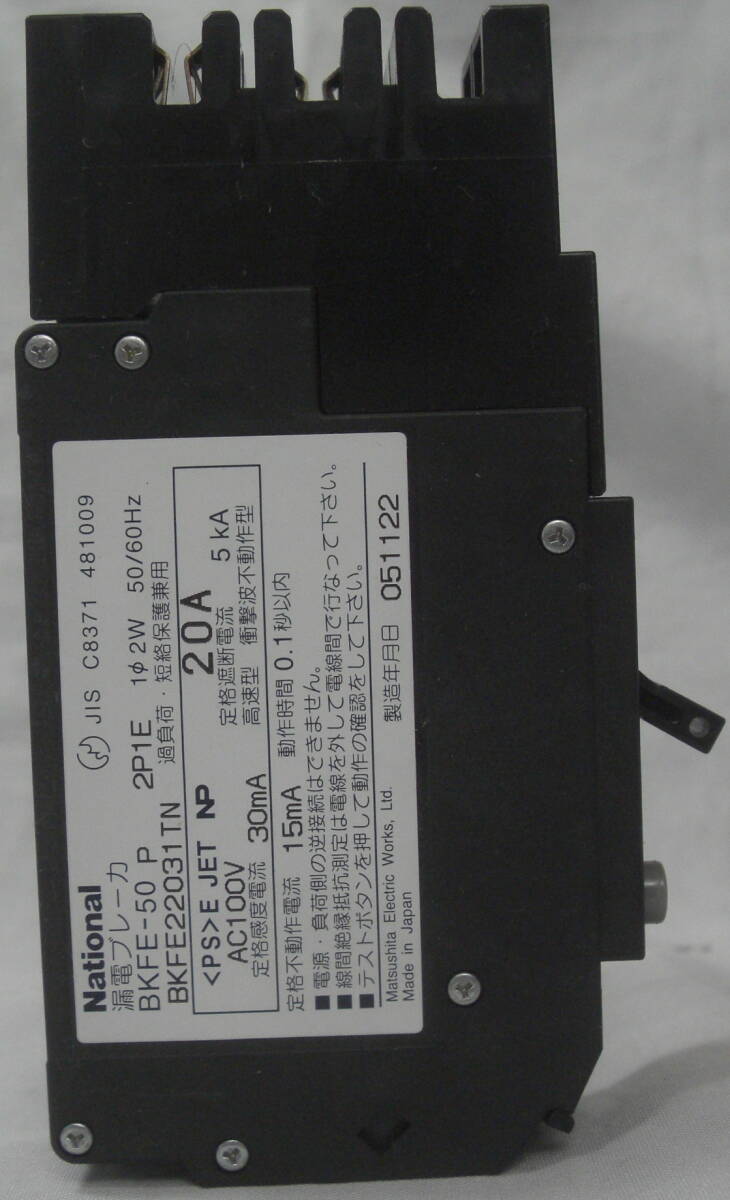 National JIS C8371 481009
漏電ブレーカ
BKFE-50 P 2P1E 1φ2W 50/60Hz
BKFE22031TN 過負荷・短絡保護兼用
<PS>E JET NP 20A
AC100V 定格遮断電流 5kA
定格感度電流 30mA 高速型 衝撃波不動作型
定格不動作電流 15mA 動作時間0.1秒以内
■電源・負荷側の逆接続はできません。
■線間絶縁抵抗測定は電線を外して電線間で行なって下さい。
■テストボタンを押して動作の確認をして下さい。
Matsushita Electric Works, Ltd. 製造年月日 051122
Made in Japan